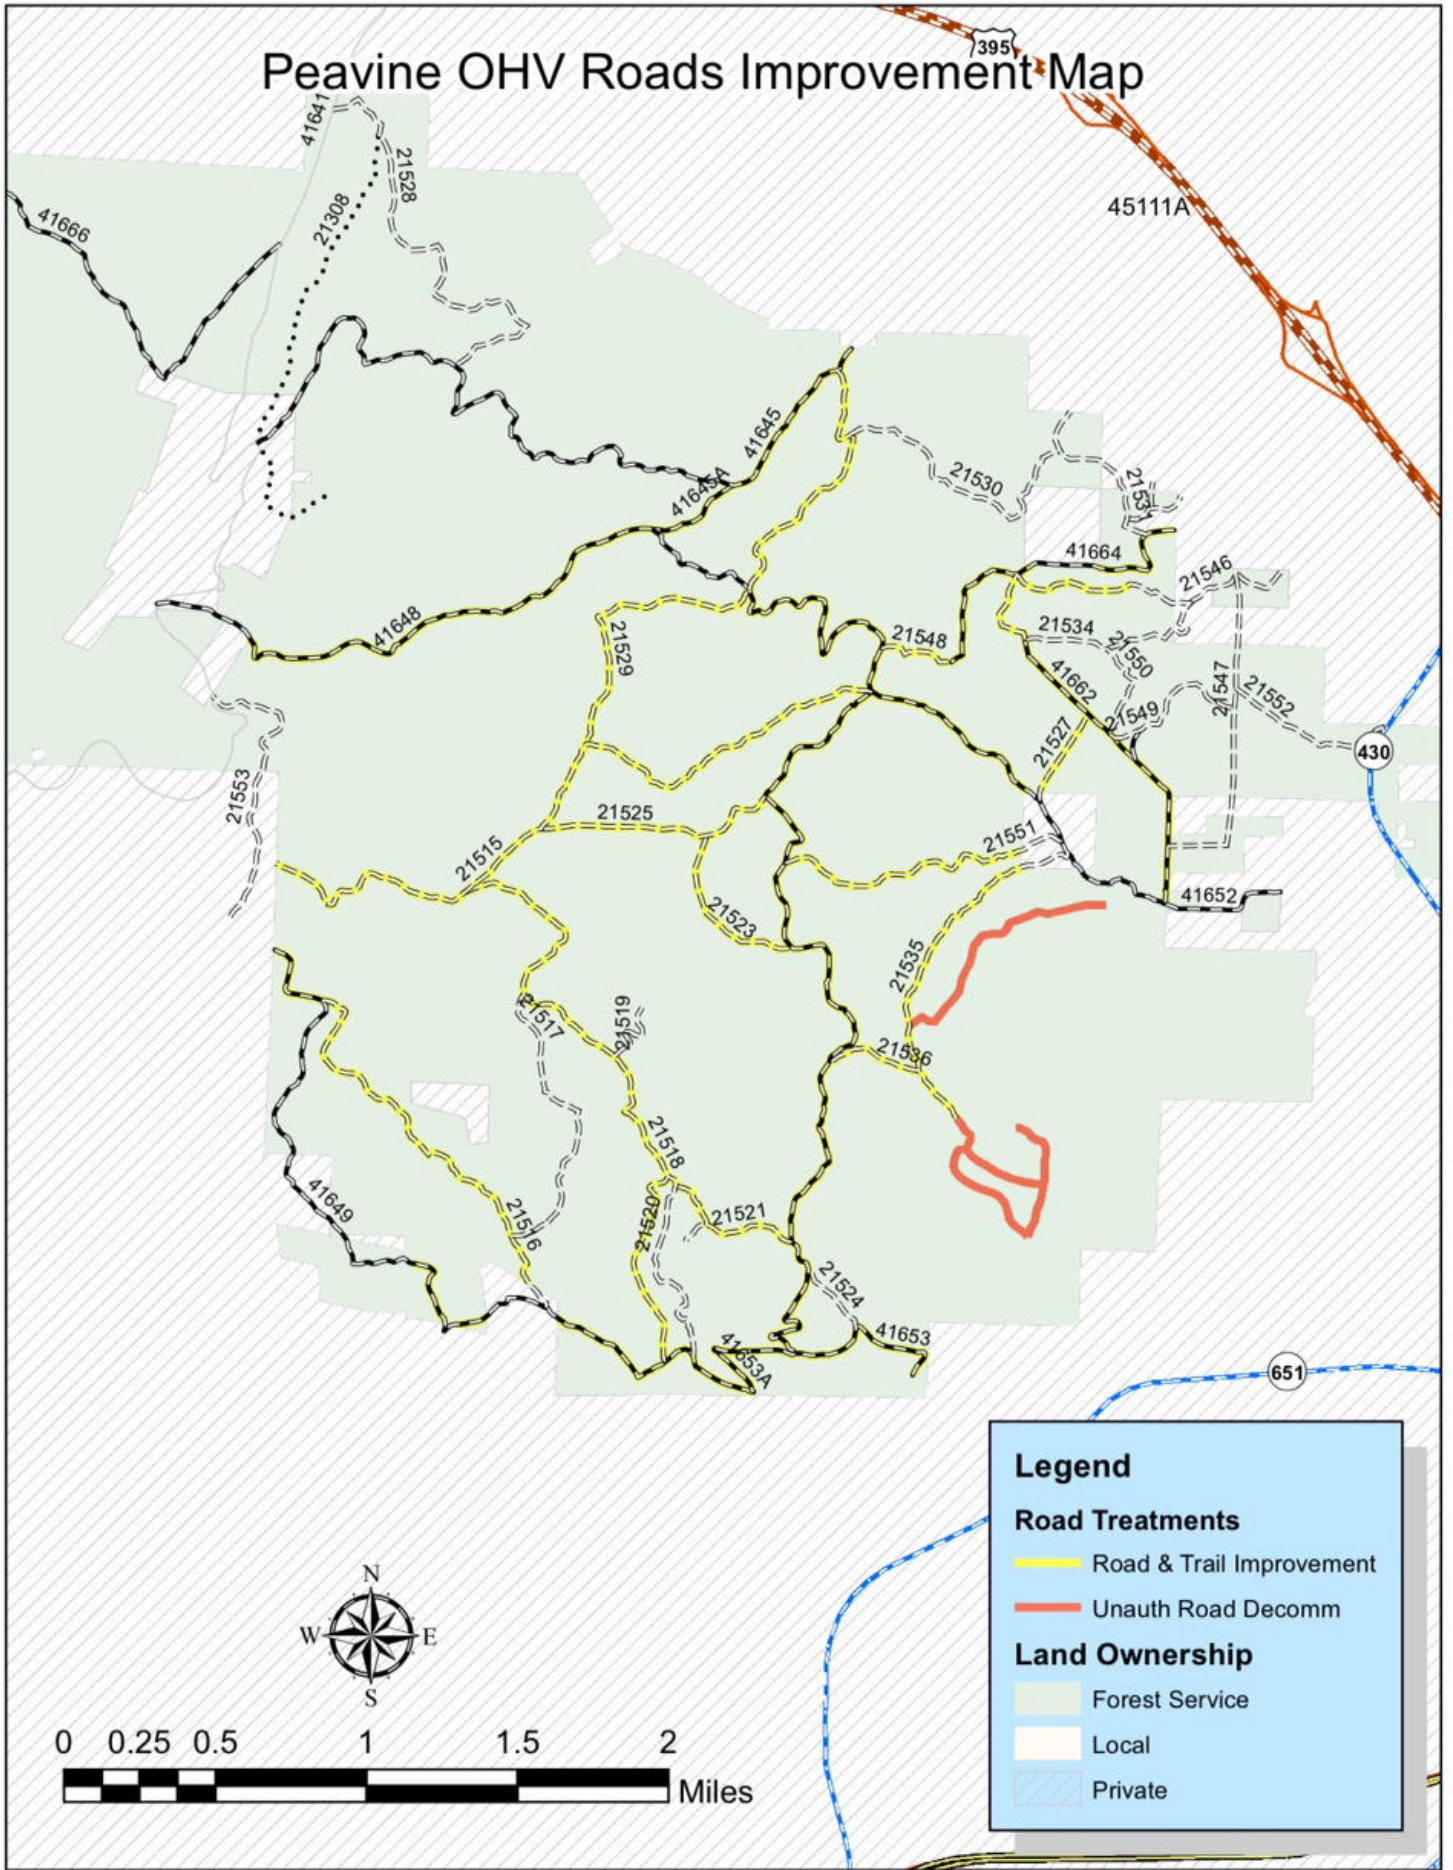 395
Peavine OHV Roads Improvement Map
41641
21528
45111A
21308
41666
41645
41645A
21530
21531
41664
21546
41648
21529
21548
21534
21550
41662
21547
21552
21549
21527
430
21553
21525
21515
21551
41652
21523
21535
21517
21519
21536
21518
41649
21516
21520
21521
21524
41653
41653A
651
Legend
Road Treatments
Road & Trail Improvement
Unauth Road Decomm
Land Ownership
Forest Service
Local
Private
N
W E
S
0 0.25 0.5 1 1.5 2
Miles